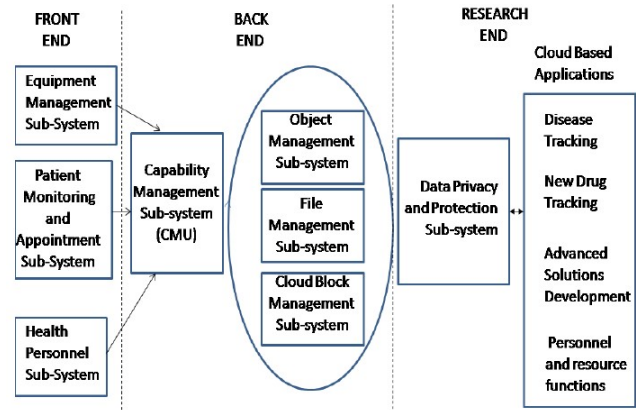 FRONT
END
BACK
END
RESEARCH
END
Equipment
Management
Sub-System
Patient
Monitoring
and
Appointment
Sub-System
Health
Personnel
Sub-System
Capability
Management
Sub-system
(CMU)
Object
Management
Sub-system
File
Management
Sub-system
Cloud Block
Management
Sub-system
Data Privacy
and Protection
Sub-system
Cloud Based
Applications
Disease
Tracking
New Drug
Tracking
Advanced
Solutions
Development
Personnel
and resource
functions